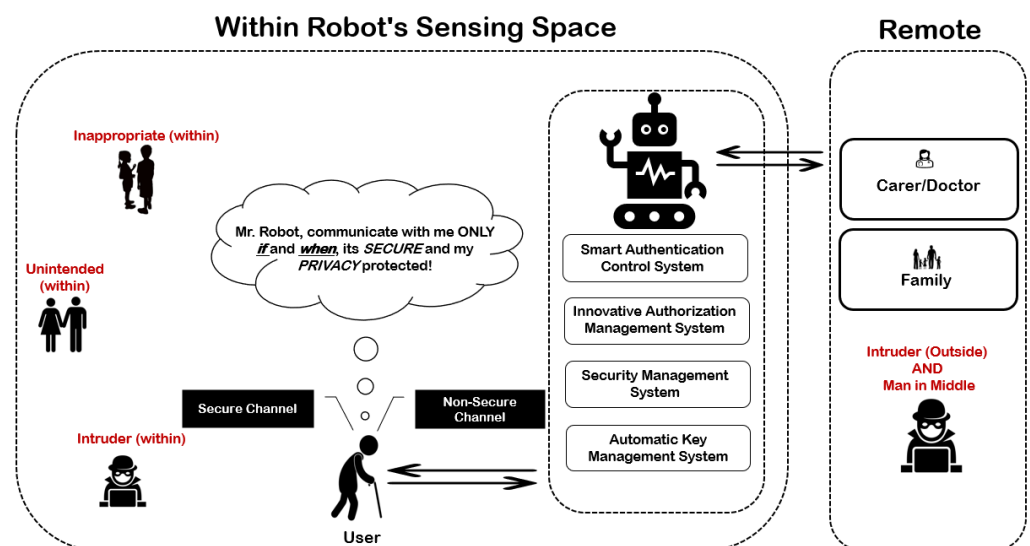 Within Robot's Sensing Space
Remote
Inappropriate (within)
Mr. Robot, communicate with me ONLY
if and when, its SECURE and my
PRIVACY protected!
Unintended
(within)
Secure Channel
Non-Secure
Channel
Intruder (within)
User
Smart Authentication
Control System
Innovative Authorization
Management System
Security Management
System
Automatic Key
Management System
Carer/Doctor
Family
Intruder (Outside)
AND
Man in Middle